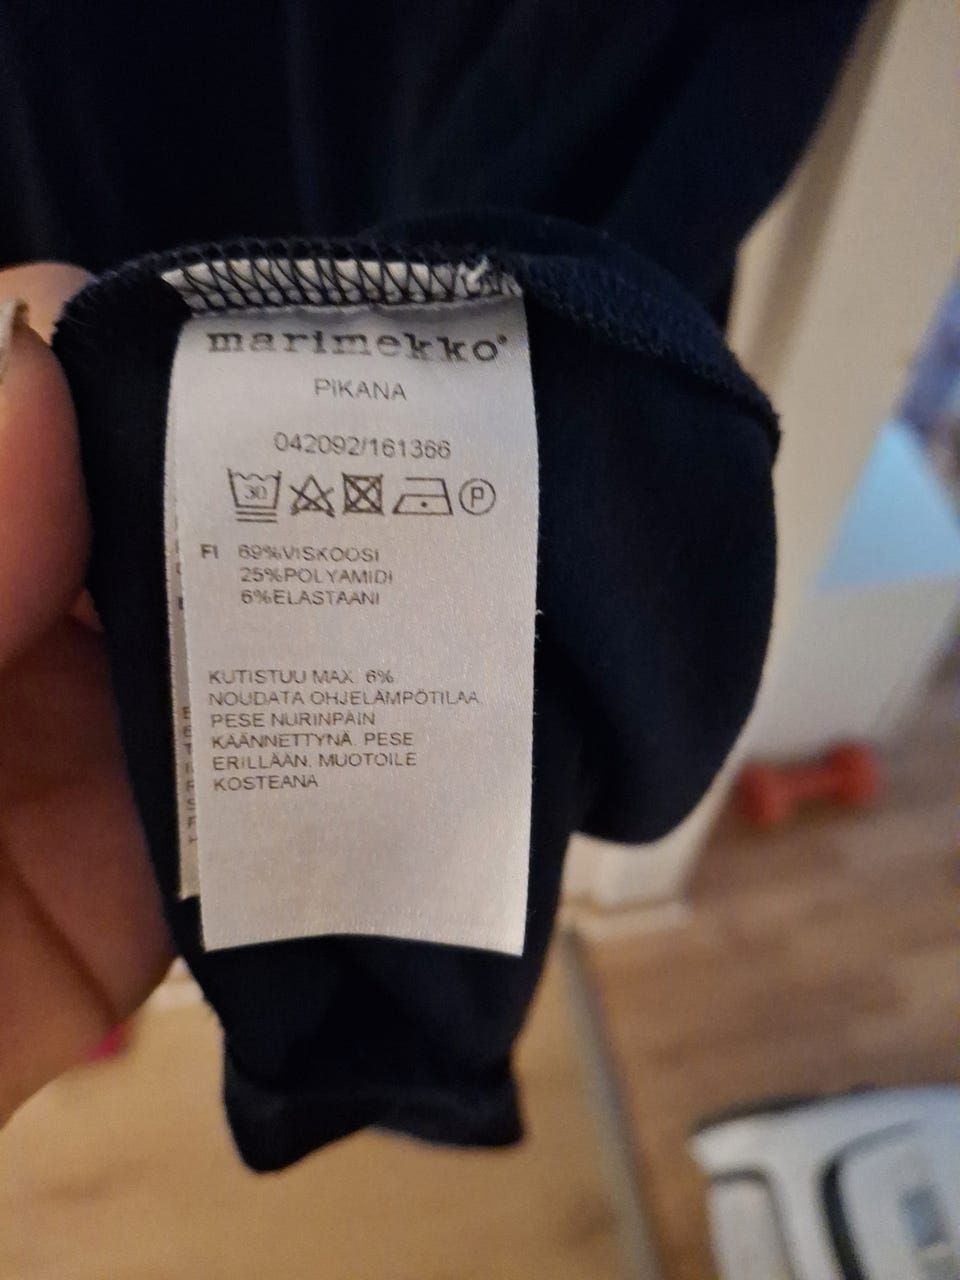 marimekko®
PIKANA
042092/161366
30 P
FI 69%VISKOOSI
25%POLYAMIDI
6%ELASTAANI
KUTISTUU MAX. 6%
NOUDATA OHJELÄMPÖTILAA.
PESE NURINPÄIN
KÄÄNNETTYNÄ. PESE
ERILLÄÄN. MUOTOILE
KOSTEANA